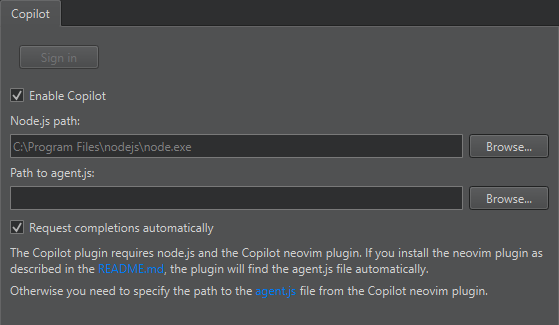 Copilot
Sign in
Enable Copilot
Node.js path:
C:\Program Files\nodejs\node.exe
Browse...
Path to agent.js:
Browse...
Request completions automatically
The Copilot plugin requires node.js and the Copilot neovim plugin. If you install the neovim plugin as
described in the README.md, the plugin will find the agent.js file automatically.
Otherwise you need to specify the path to the agent.js file from the Copilot neovim plugin.